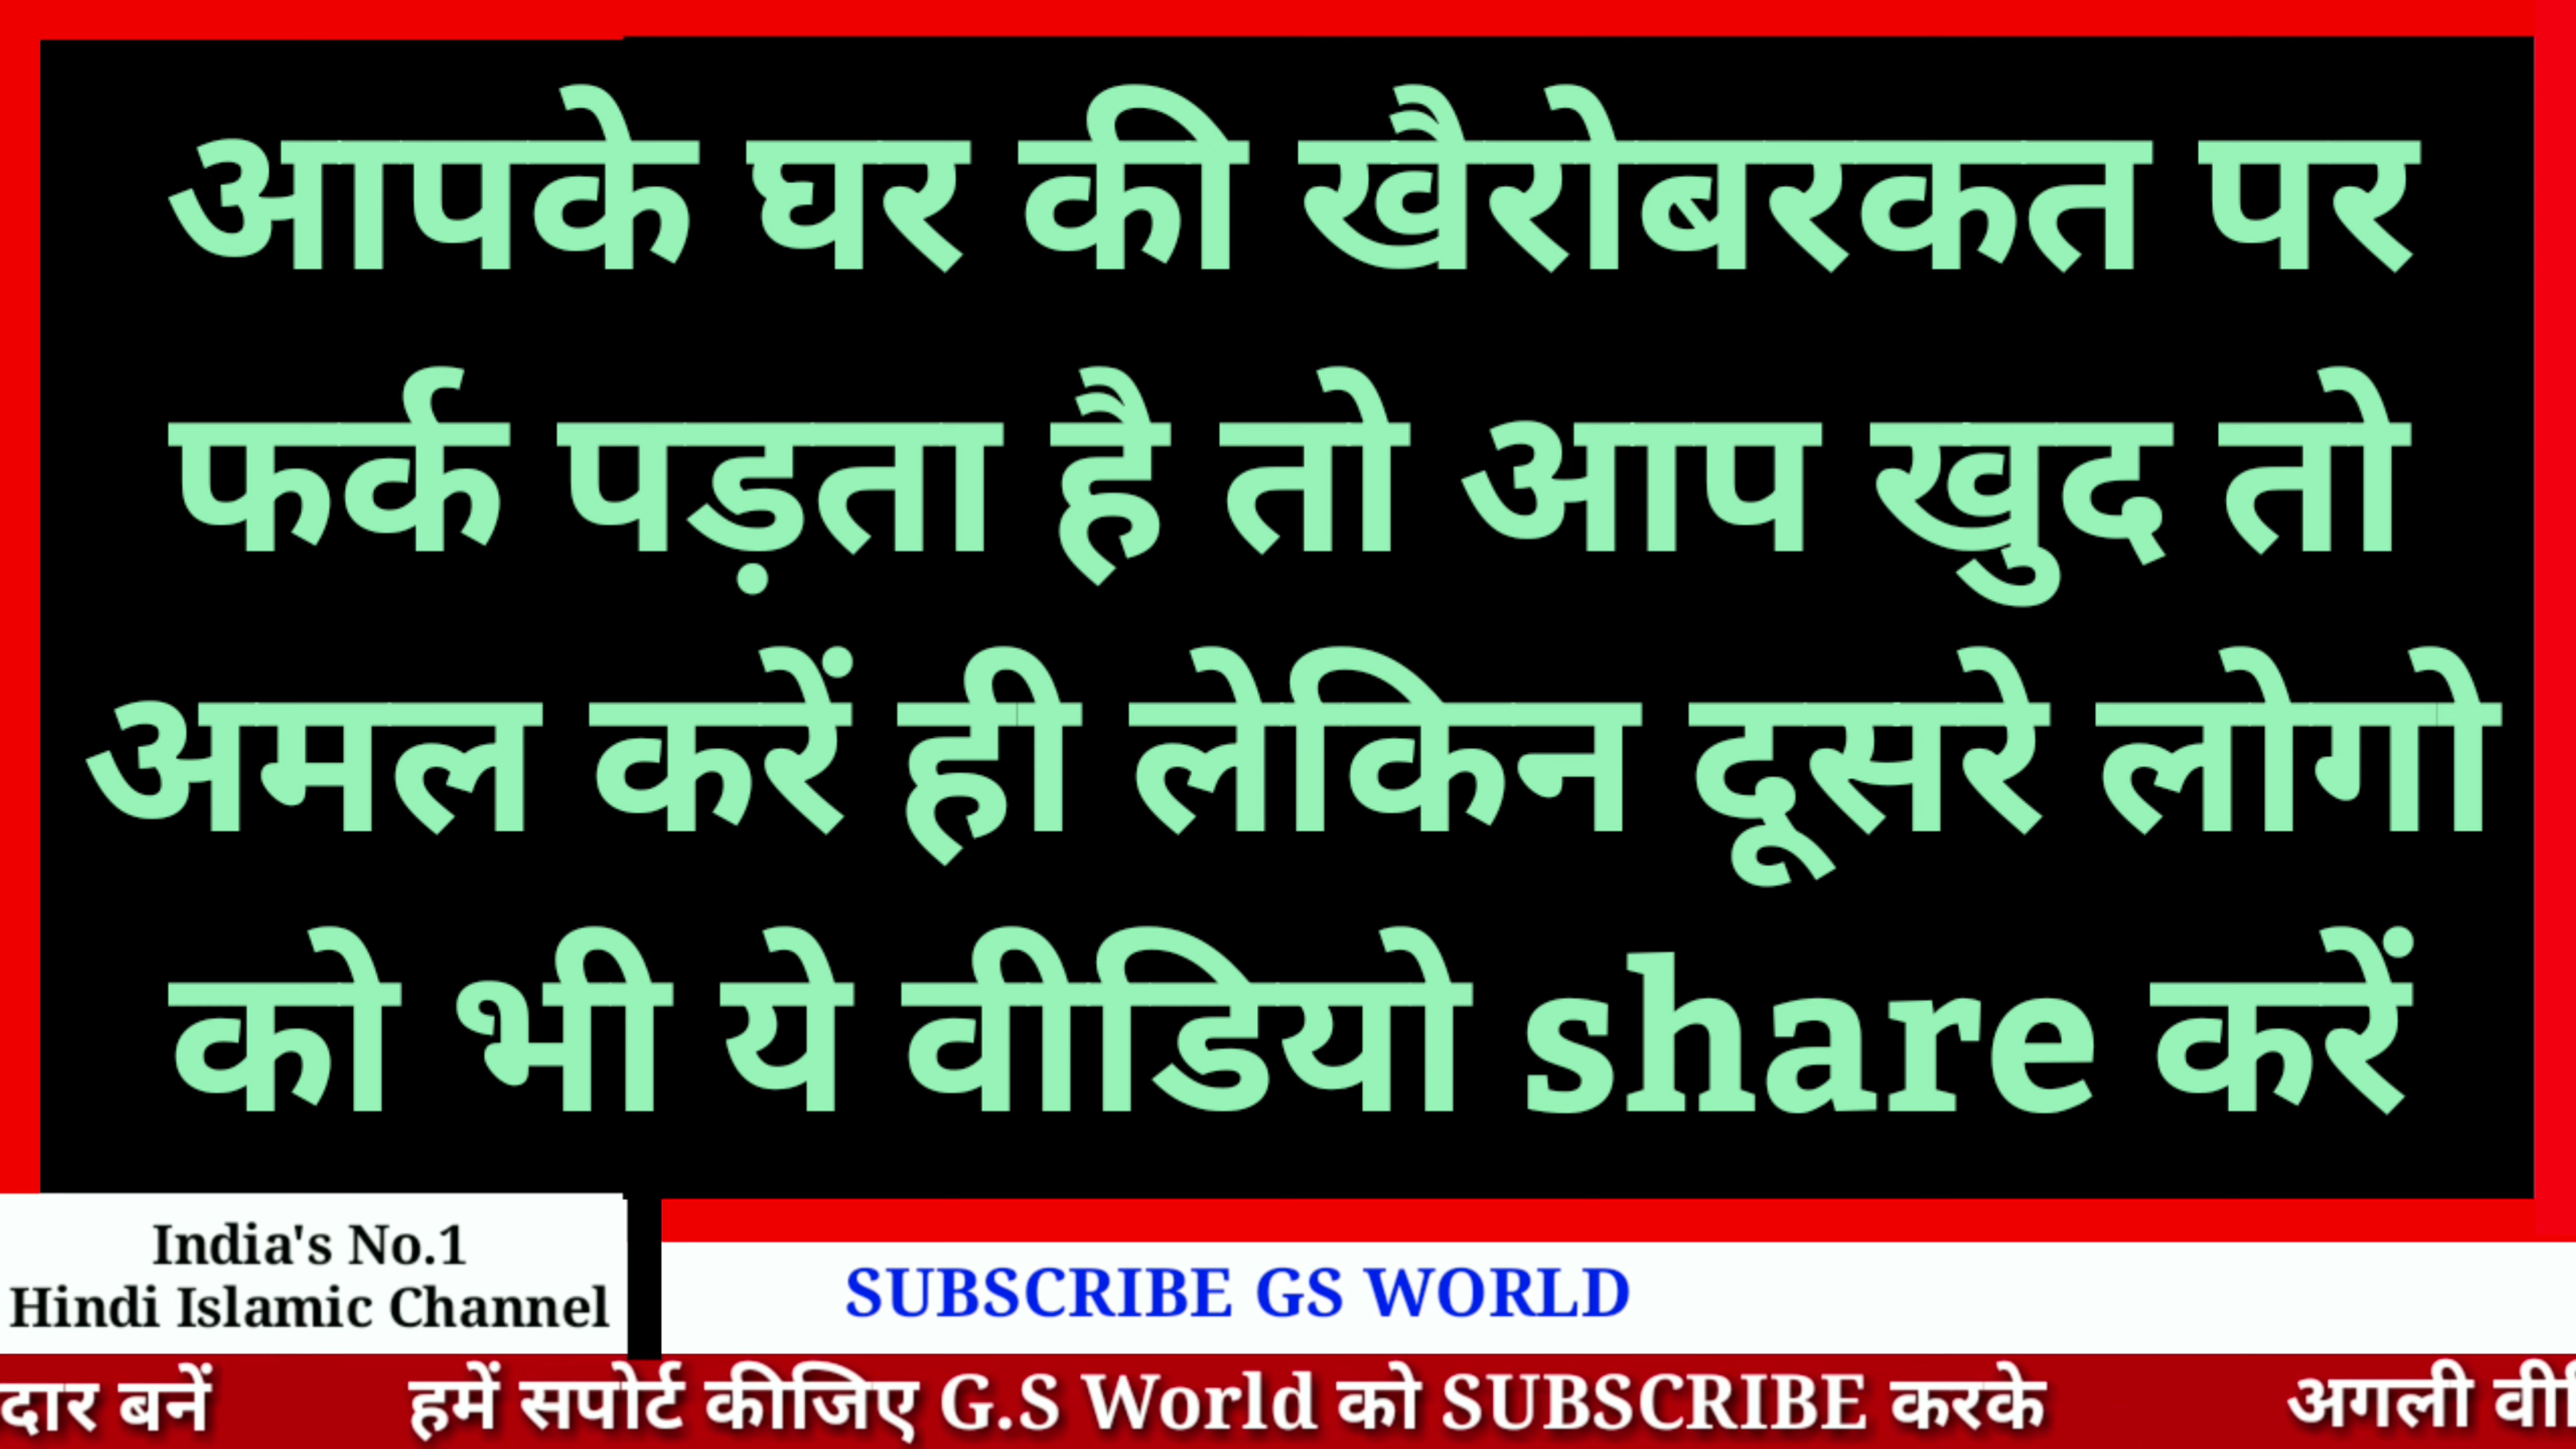 आपके घर की खैरोबरकत पर
फर्क पड़ता है तो आप खुद तो
अमल करें ही लेकिन दूसरे लोगो
को भी ये वीडियो share करें
India's No.1
Hindi Islamic Channel
SUBSCRIBE GS WORLD
दार बनें हमें सपोर्ट कीजिए G.S World को SUBSCRIBE करके अगली